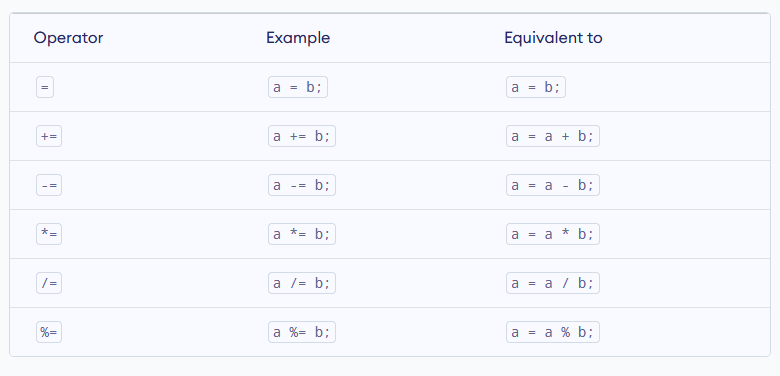 Operator Example Equivalent to
= a = b; a = b;
+= a += b; a = a + b;
-= a -= b; a = a - b;
*= a *= b; a = a * b;
/= a /= b; a = a / b;
%= a %= b; a = a % b;